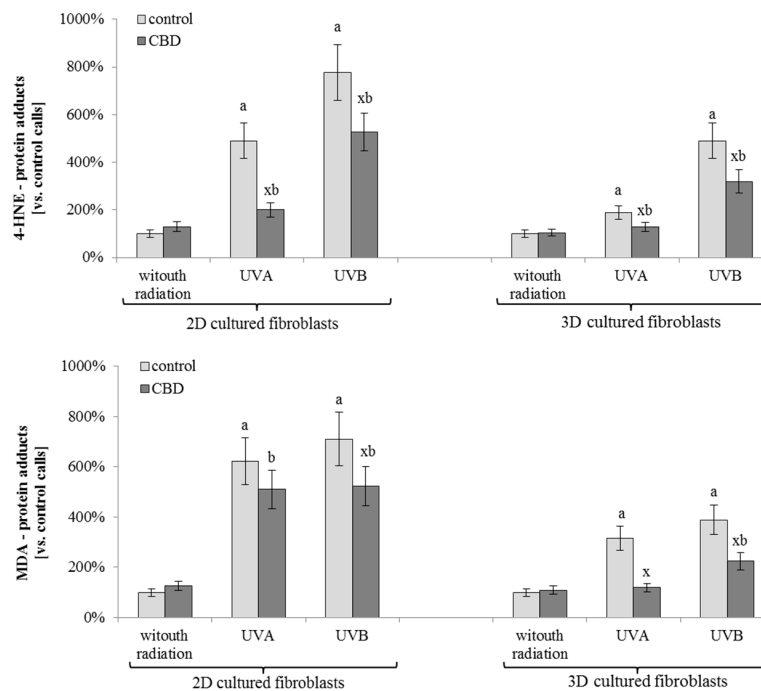 1000%
800%
600%
400%
200%
0%
4-HNE - protein adducts
[vs. control calls]
control
CBD
a
xb
a
xb
a
xb
a
xb
witouth
radiation
UVA
UVB
witouth
radiation
UVA
UVB
2D cultured fibroblasts
3D cultured fibroblasts
1000%
800%
600%
400%
200%
0%
MDA - protein adducts
[vs. control calls]
control
CBD
a
b
a
xb
a
x
a
xb
witouth
radiation
UVA
UVB
witouth
radiation
UVA
UVB
2D cultured fibroblasts
3D cultured fibroblasts